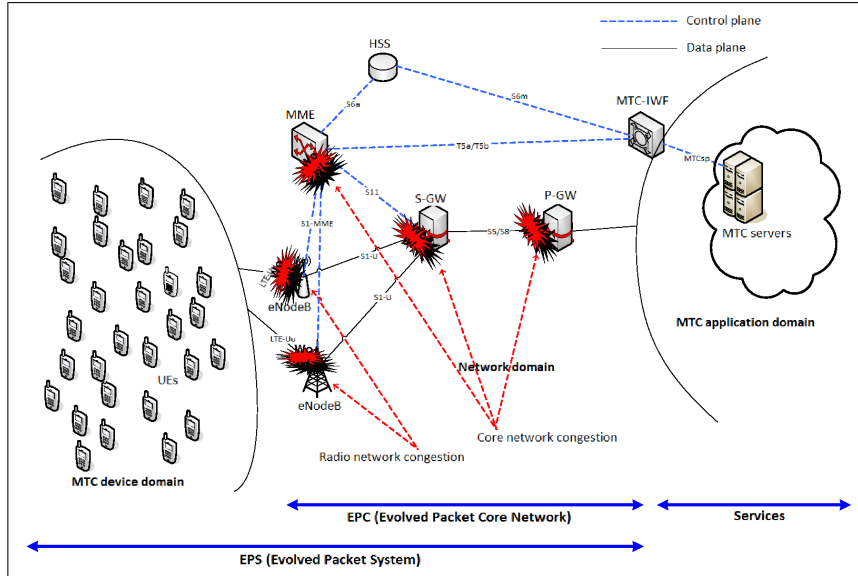 Control plane
Data plane
HSS
S6a
S6m
MTC-IWF
MME
T5a/T5b
MTCsp
S11
S-GW
P-GW
S1-MME
S5/S8
MTC servers
S1-U
eNodeB
S1-U
MTC application domain
LTE-Uu
Network domain
UEs
eNodeB
Core network congestion
Radio network congestion
MTC device domain
EPC (Evolved Packet Core Network)
Services
EPS (Evolved Packet System)